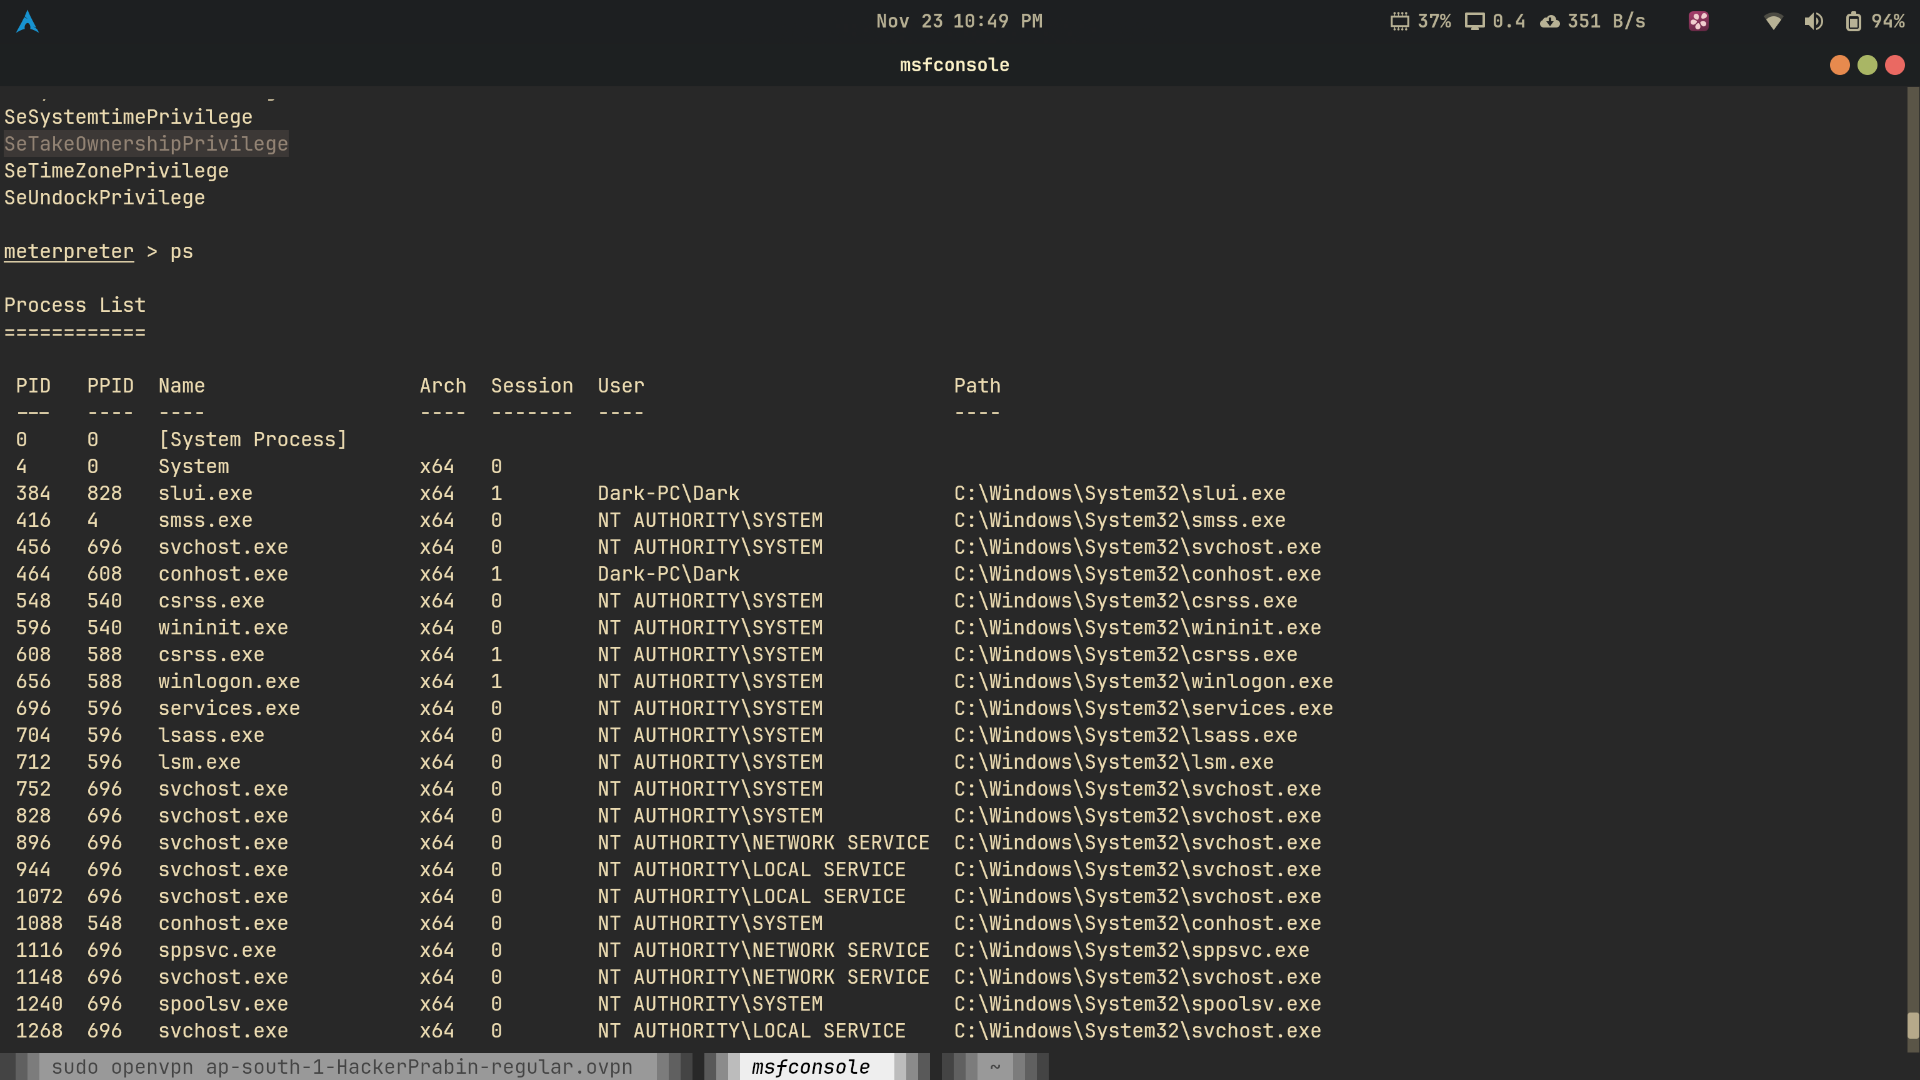 Nov 23 10:49 PM
37% 0.4 351 B/s 94%
msfconsole
SeSystemtimePrivilege
SeTakeOwnershipPrivilege
SeTimeZonePrivilege
SeUndockPrivilege
meterpreter > ps
Process List
============
PID PPID Name Arch Session User Path
--- ---- ---- ---- ------- ---- ----
0 0 [System Process]
4 0 System x64 0
384 828 slui.exe x64 1 Dark-PC\Dark C:\Windows\System32\slui.exe
416 4 smss.exe x64 0 NT AUTHORITY\SYSTEM C:\Windows\System32\smss.exe
456 696 svchost.exe x64 0 NT AUTHORITY\SYSTEM C:\Windows\System32\svchost.exe
464 608 conhost.exe x64 1 Dark-PC\Dark C:\Windows\System32\conhost.exe
548 540 csrss.exe x64 0 NT AUTHORITY\SYSTEM C:\Windows\System32\csrss.exe
596 540 wininit.exe x64 0 NT AUTHORITY\SYSTEM C:\Windows\System32\wininit.exe
608 588 csrss.exe x64 1 NT AUTHORITY\SYSTEM C:\Windows\System32\csrss.exe
656 588 winlogon.exe x64 1 NT AUTHORITY\SYSTEM C:\Windows\System32\winlogon.exe
696 596 services.exe x64 0 NT AUTHORITY\SYSTEM C:\Windows\System32\services.exe
704 596 lsass.exe x64 0 NT AUTHORITY\SYSTEM C:\Windows\System32\lsass.exe
712 596 lsm.exe x64 0 NT AUTHORITY\SYSTEM C:\Windows\System32\lsm.exe
752 696 svchost.exe x64 0 NT AUTHORITY\SYSTEM C:\Windows\System32\svchost.exe
828 696 svchost.exe x64 0 NT AUTHORITY\SYSTEM C:\Windows\System32\svchost.exe
896 696 svchost.exe x64 0 NT AUTHORITY\NETWORK SERVICE C:\Windows\System32\svchost.exe
944 696 svchost.exe x64 0 NT AUTHORITY\LOCAL SERVICE C:\Windows\System32\svchost.exe
1072 696 svchost.exe x64 0 NT AUTHORITY\LOCAL SERVICE C:\Windows\System32\svchost.exe
1088 548 conhost.exe x64 0 NT AUTHORITY\SYSTEM C:\Windows\System32\conhost.exe
1116 696 sppsvc.exe x64 0 NT AUTHORITY\NETWORK SERVICE C:\Windows\System32\sppsvc.exe
1148 696 svchost.exe x64 0 NT AUTHORITY\NETWORK SERVICE C:\Windows\System32\svchost.exe
1240 696 spoolsv.exe x64 0 NT AUTHORITY\SYSTEM C:\Windows\System32\spoolsv.exe
1268 696 svchost.exe x64 0 NT AUTHORITY\LOCAL SERVICE C:\Windows\System32\svchost.exe
sudo openvpn ap-south-1-HackerPrabin-regular.ovpn msfconsole ~